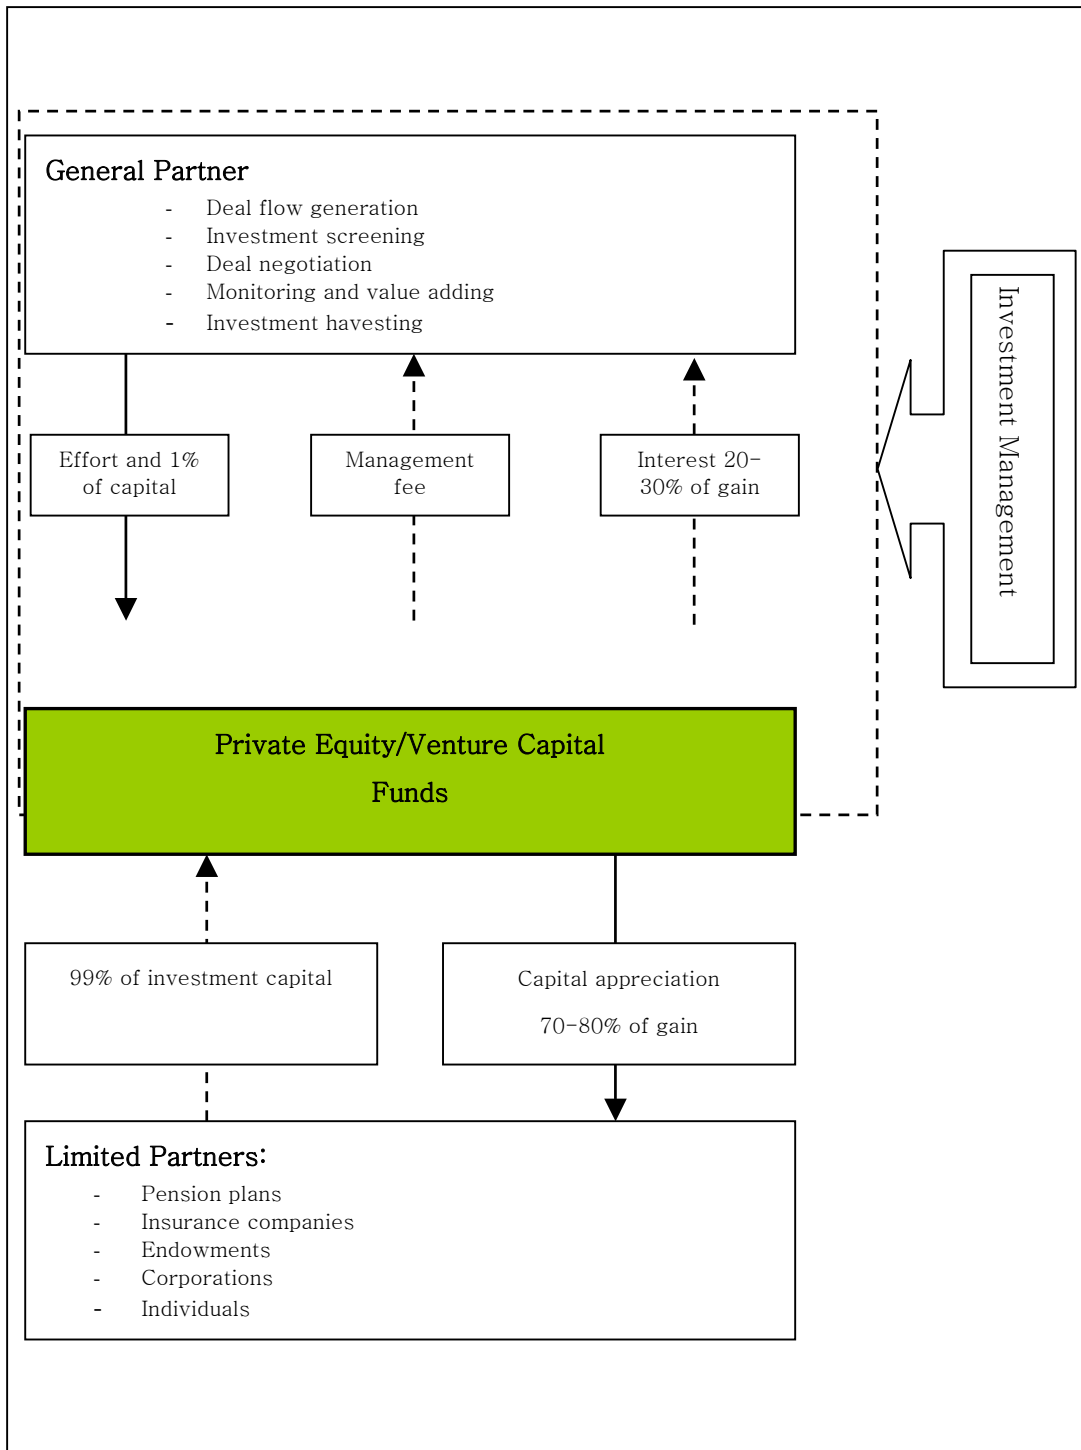 General Partner
- Deal flow generation
- Investment screening
- Deal negotiation
- Monitoring and value adding
- Investment havesting
Effort and 1%
of capital
Management
fee
Interest 20-
30% of gain
Investment Management
Private Equity/Venture Capital
Funds
99% of investment capital
Capital appreciation
70-80% of gain
Limited Partners:
- Pension plans
- Insurance companies
- Endowments
- Corporations
- Individuals